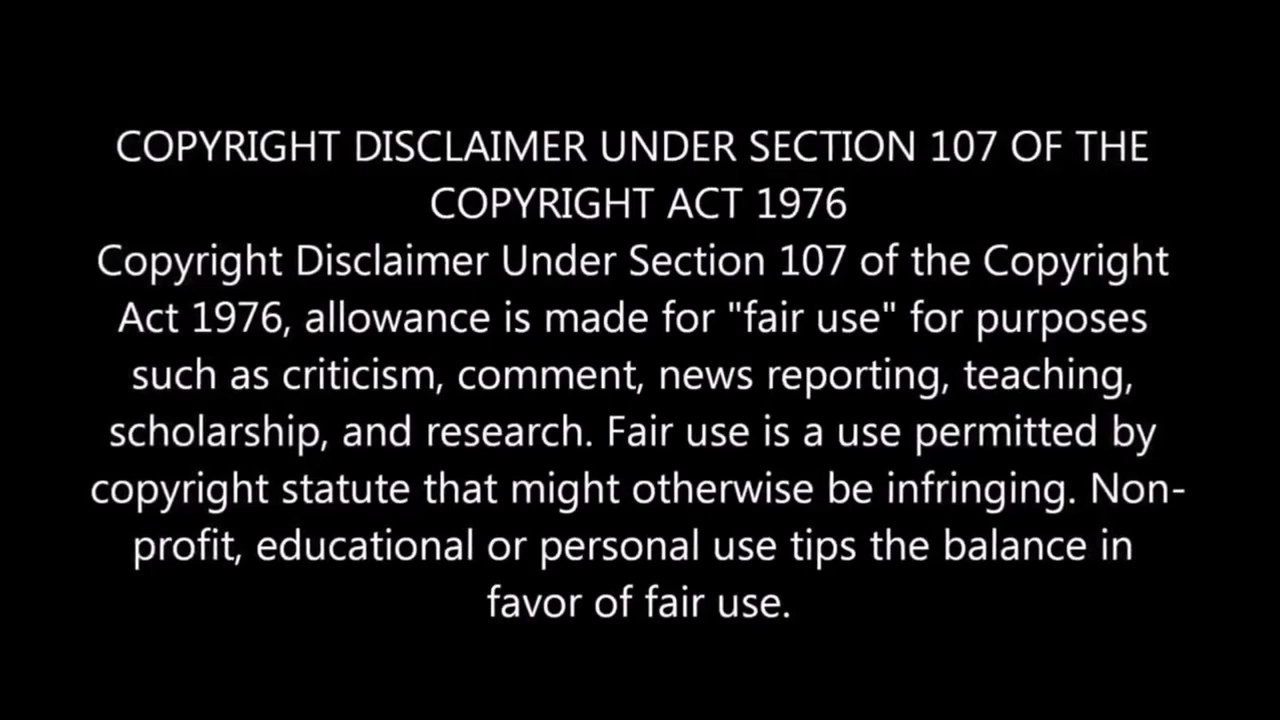 COPYRIGHT DISCLAIMER UNDER SECTION 107 OF THE
COPYRIGHT ACT 1976
Copyright Disclaimer Under Section 107 of the Copyright
Act 1976, allowance is made for "fair use" for purposes
such as criticism, comment, news reporting, teaching,
scholarship, and research. Fair use is a use permitted by
copyright statute that might otherwise be infringing. Non-
profit, educational or personal use tips the balance in
favor of fair use.